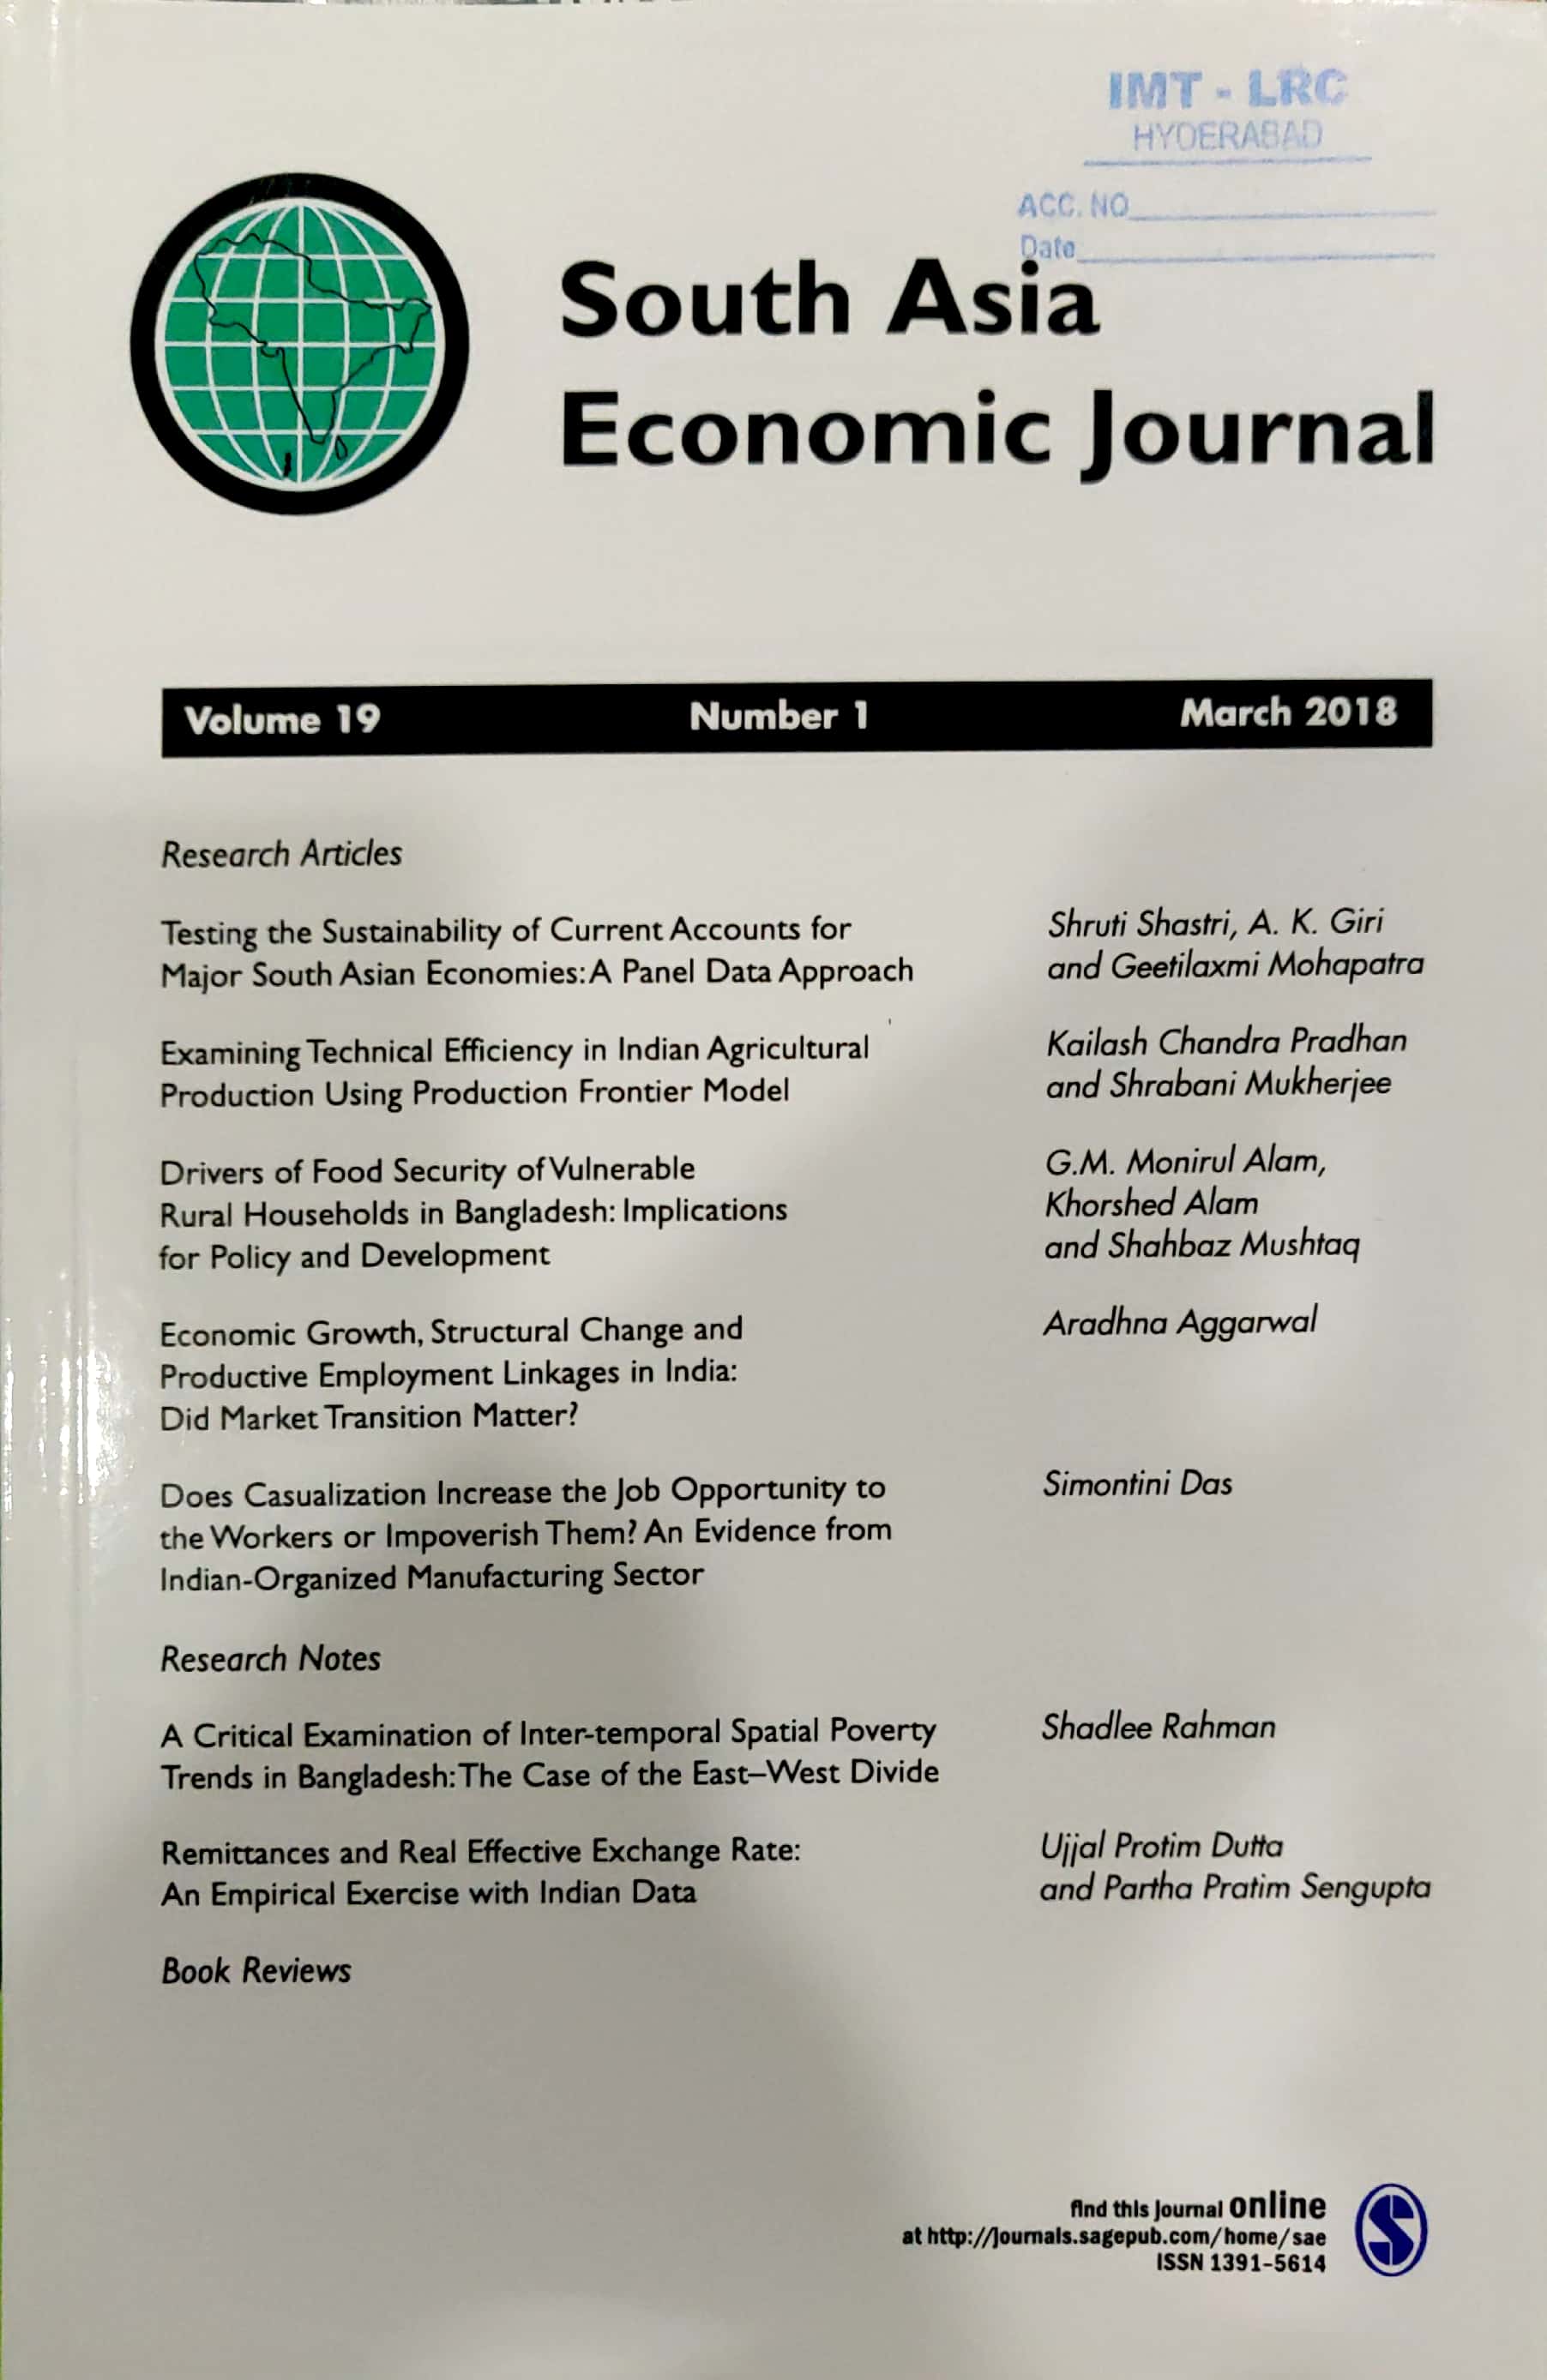 IMT - LRC
HYDERABAD
ACC. NO
Date
South Asia
Economic Journal
Volume 19 Number 1 March 2018
Research Articles
Testing the Sustainability of Current Accounts for Shruti Shastri, A. K. Giri
Major South Asian Economies: A Panel Data Approach and Geetilaxmi Mohapatra
Examining Technical Efficiency in Indian Agricultural Kailash Chandra Pradhan
Production Using Production Frontier Model and Shrabani Mukherjee
Drivers of Food Security of Vulnerable G.M. Monirul Alam,
Rural Households in Bangladesh: Implications Khorshed Alam
for Policy and Development and Shahbaz Mushtaq
Economic Growth, Structural Change and Aradhna Aggarwal
Productive Employment Linkages in India:
Did Market Transition Matter?
Does Casualization Increase the Job Opportunity to Simontini Das
the Workers or Impoverish Them? An Evidence from
Indian-Organized Manufacturing Sector
Research Notes
A Critical Examination of Inter-temporal Spatial Poverty Shadlee Rahman
Trends in Bangladesh: The Case of the East–West Divide
Remittances and Real Effective Exchange Rate: Ujjal Protim Dutta
An Empirical Exercise with Indian Data and Partha Pratim Sengupta
Book Reviews
find this journal online
at http://journals.sagepub.com/home/sae
ISSN 1391-5614